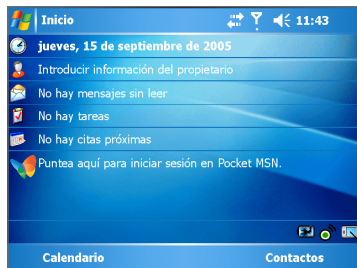 Inicio 11:43
jueves, 15 de septiembre de 2005
Introducir información del propietario
No hay mensajes sin leer
No hay tareas
No hay citas próximas
Puntea aquí para iniciar sesión en Pocket MSN.
Calendario Contactos